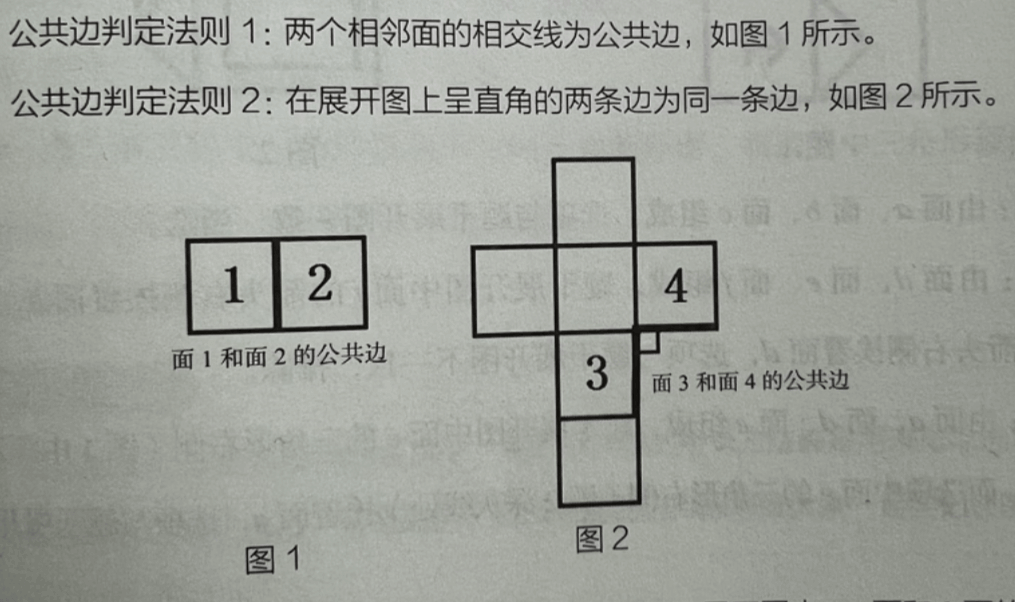 公共边判定法则 1：两个相邻面的相交线为公共边，如图 1 所示。
公共边判定法则 2：在展开图上呈直角的两条边为同一条边，如图 2 所示。
1 2
4
面 1 和面 2 的公共边
3
面 3 和面 4 的公共边
图 1
图 2